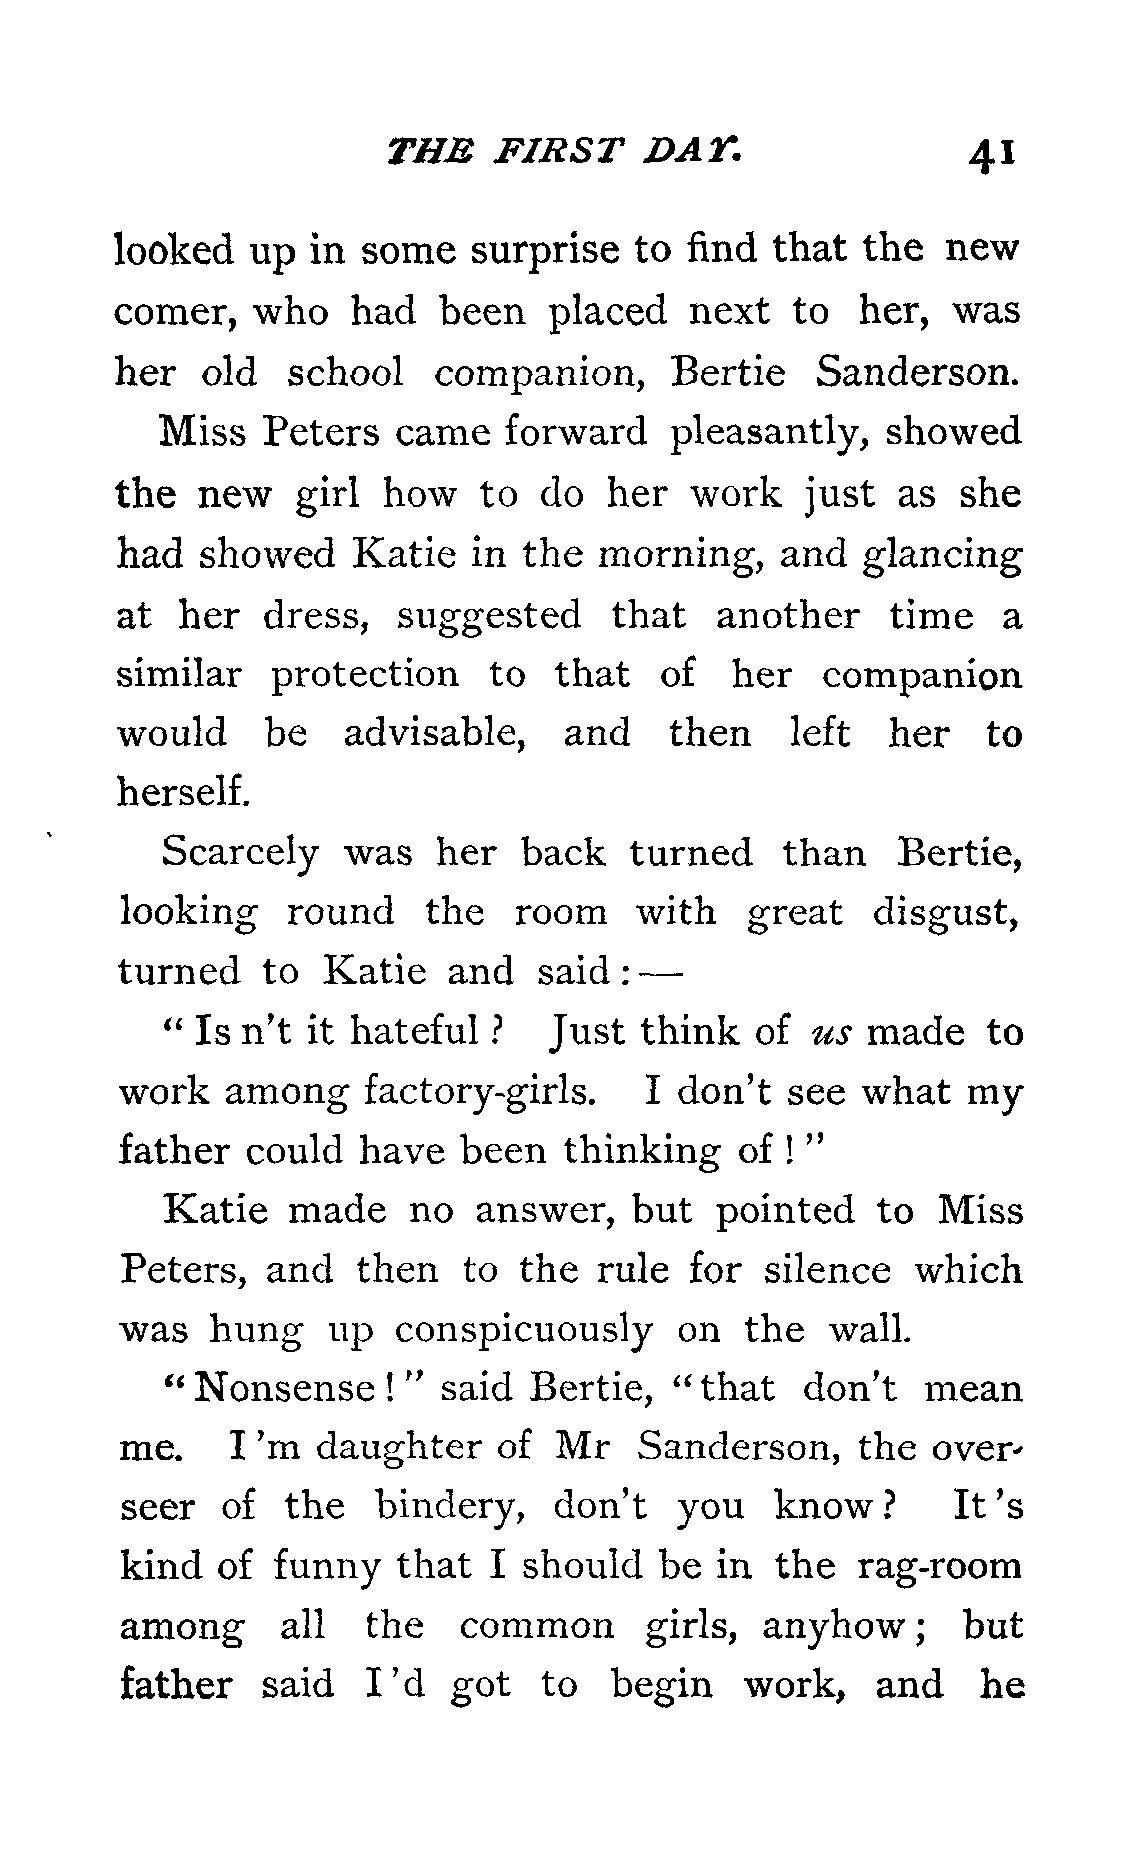 THE FIRST DAY. 41
looked up in some surprise to find that the new
comer, who had been placed next to her, was
her old school companion, Bertie Sanderson.
Miss Peters came forward pleasantly, showed
the new girl how to do her work just as she
had showed Katie in the morning, and glancing
at her dress, suggested that another time a
similar protection to that of her companion
would be advisable, and then left her to
herself.
Scarcely was her back turned than Bertie,
looking round the room with great disgust,
turned to Katie and said : —
“ Is n’t it hateful ? Just think of us made to
work among factory-girls. I don’t see what my
father could have been thinking of ! ”
Katie made no answer, but pointed to Miss
Peters, and then to the rule for silence which
was hung up conspicuously on the wall.
“ Nonsense ! ” said Bertie, “ that don’t mean
me. I ’m daughter of Mr Sanderson, the over-
seer of the bindery, don’t you know ? It ’s
kind of funny that I should be in the rag-room
among all the common girls, anyhow ; but
father said I ’d got to begin work, and he